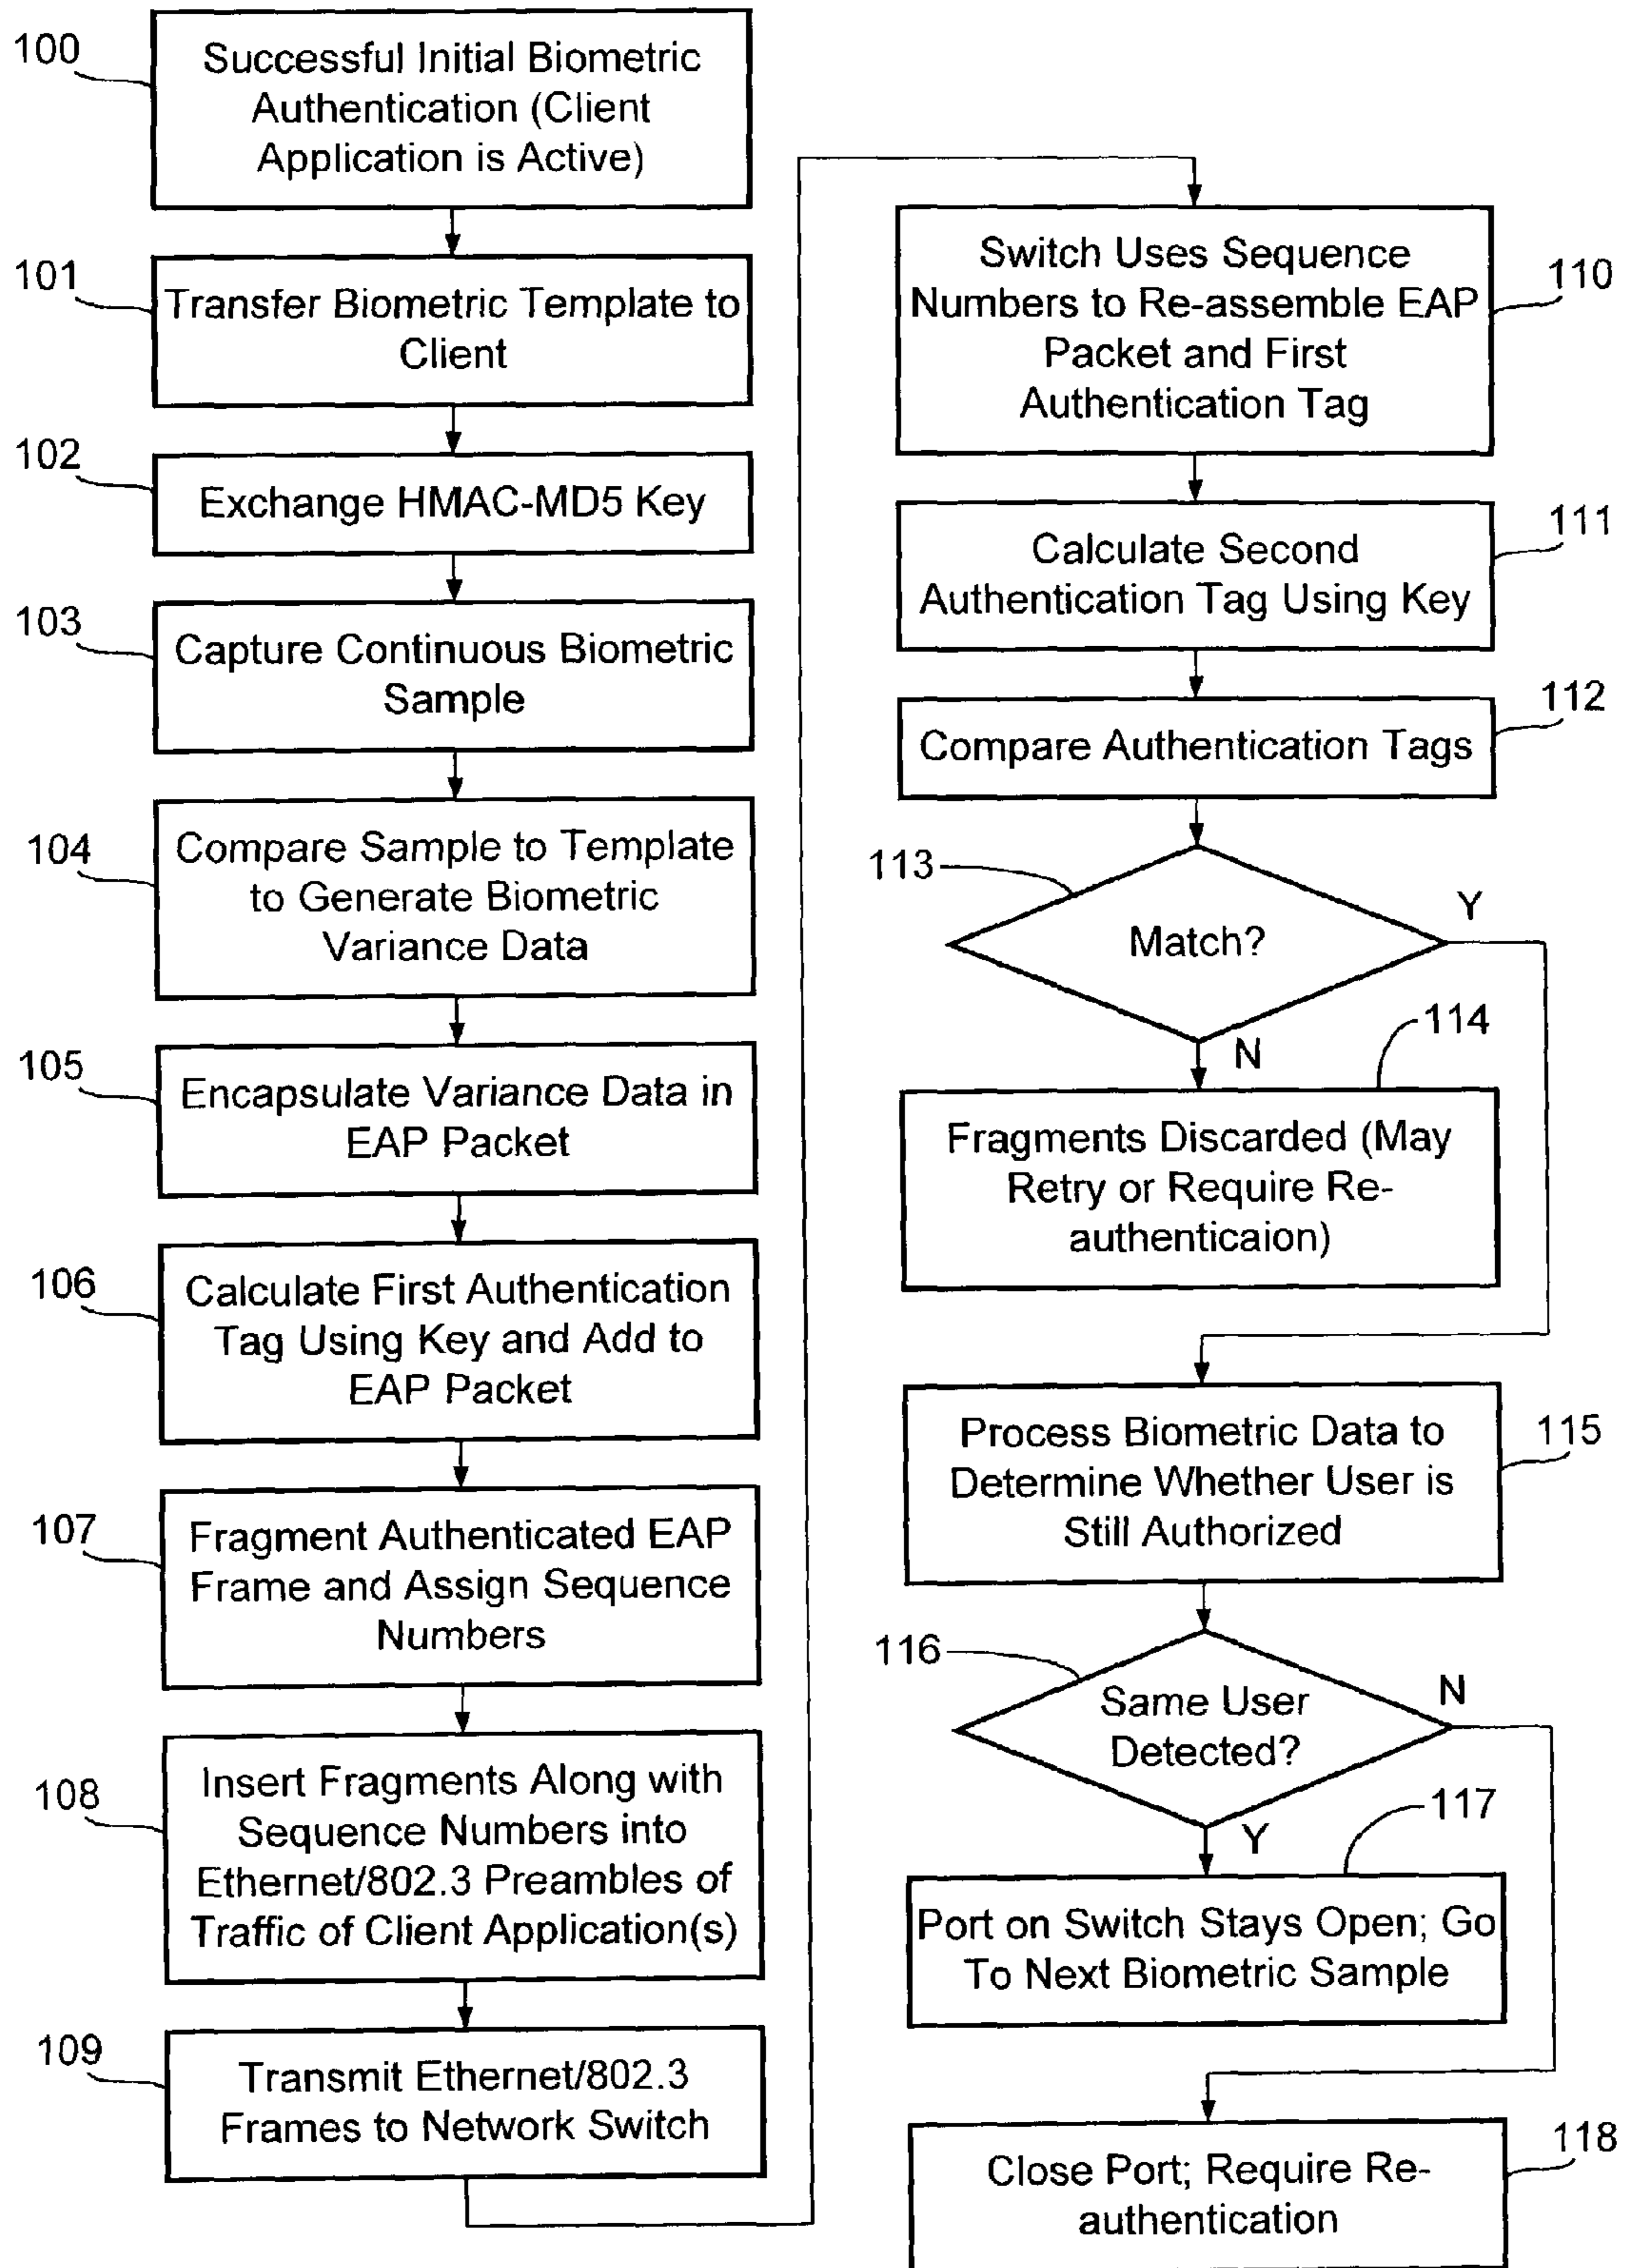 100
Successful Initial Biometric
Authentication (Client
Application is Active)
101
Transfer Biometric Template to
Client
102
Exchange HMAC-MD5 Key
103
Capture Continuous Biometric
Sample
104
Compare Sample to Template
to Generate Biometric
Variance Data
105
Encapsulate Variance Data in
EAP Packet
106
Calculate First Authentication
Tag Using Key and Add to
EAP Packet
107
Fragment Authenticated EAP
Frame and Assign Sequence
Numbers
108
Insert Fragments Along with
Sequence Numbers into
Ethernet/802.3 Preambles of
Traffic of Client Application(s)
109
Transmit Ethernet/802.3
Frames to Network Switch
110
Switch Uses Sequence
Numbers to Re-assemble EAP
Packet and First
Authentication Tag
111
Calculate Second
Authentication Tag Using Key
112
Compare Authentication Tags
113
Match?
Y
N
114
Fragments Discarded (May
Retry or Require Re-
authenticaion)
115
Process Biometric Data to
Determine Whether User is
Still Authorized
116
Same User
Detected?
N
Y
117
Port on Switch Stays Open; Go
To Next Biometric Sample
118
Close Port; Require Re-
authentication